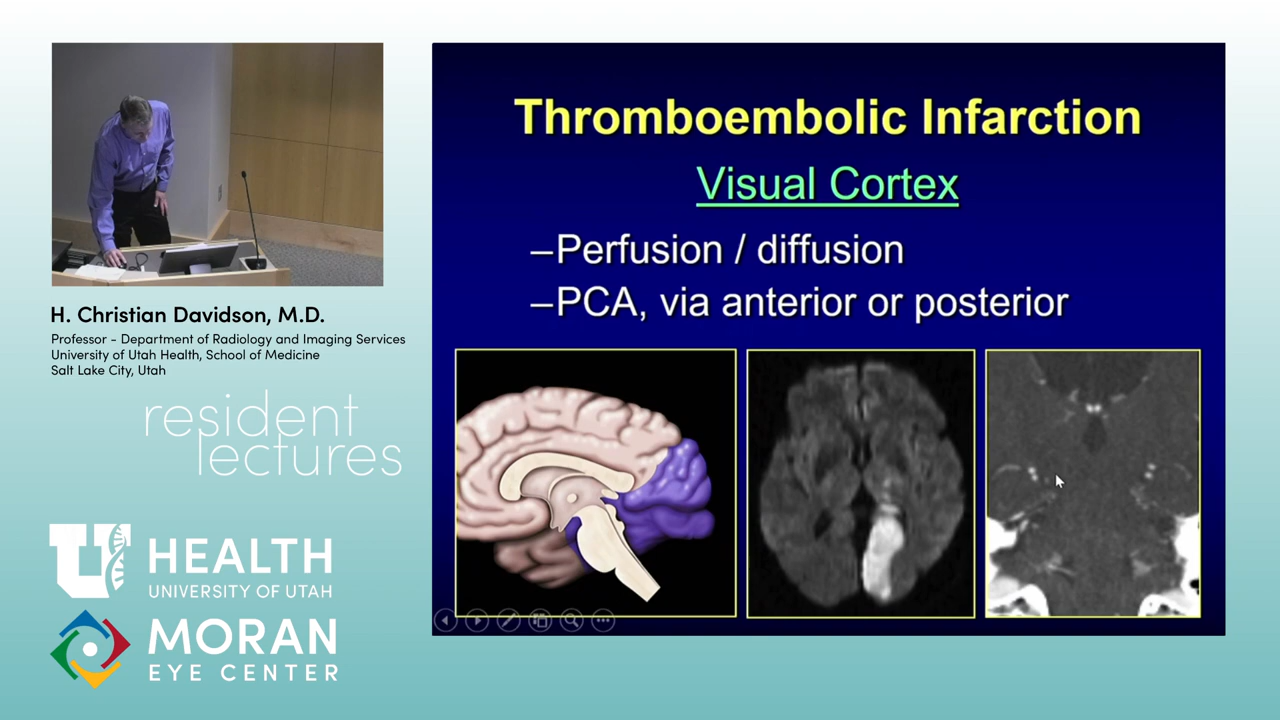 H. Christian Davidson, M.D.
Professor - Department of Radiology and Imaging Services
University of Utah Health, School of Medicine
Salt Lake City, Utah
resident
lectures
U HEALTH
UNIVERSITY OF UTAH
MORAN
EYE CENTER
Thromboembolic Infarction
Visual Cortex
–Perfusion / diffusion
–PCA, via anterior or posterior